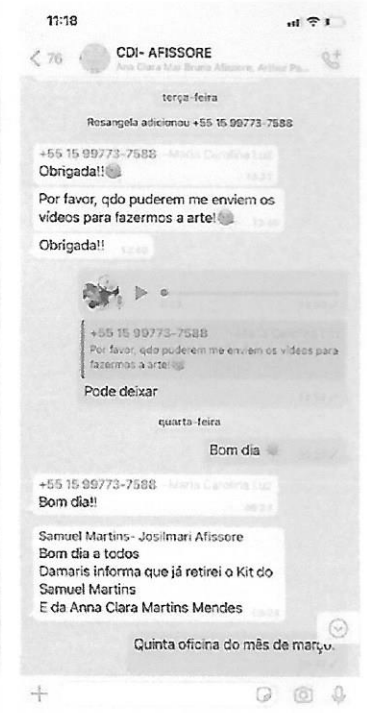 11:18
76
CDI- AFISSORE
terça-feira
Rosangela adicionou +55 15 99773-7588
+55 15 99773-7588
Obrigada!!
Por favor, qdo puderem me enviem os
vídeos para fazermos a arte!
Obrigada!!
+55 15 99773-7588
Por favor, qdo puderem me enviem os vídeos para
fazermos a arte!
Pode deixar
quarta-feira
Bom dia
+55 15 99773-7588
Bom dia!!
Samuel Martins- Josilmari Afissore
Bom dia a todos
Damaris informa que já retirei o Kit do
Samuel Martins
E da Anna Clara Martins Mendes
Quinta oficina do mês de março.